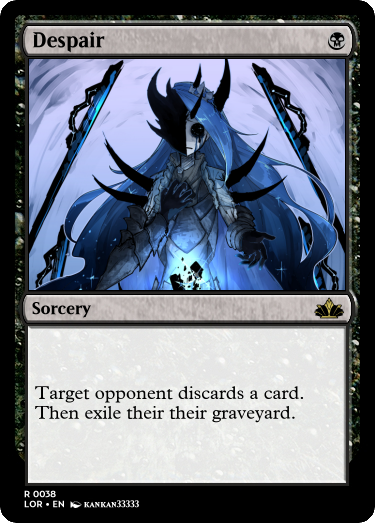 Despair
Sorcery
Target opponent discards a card.
Then exile their their graveyard.
R 0038
LOR • EN KANKAN33333